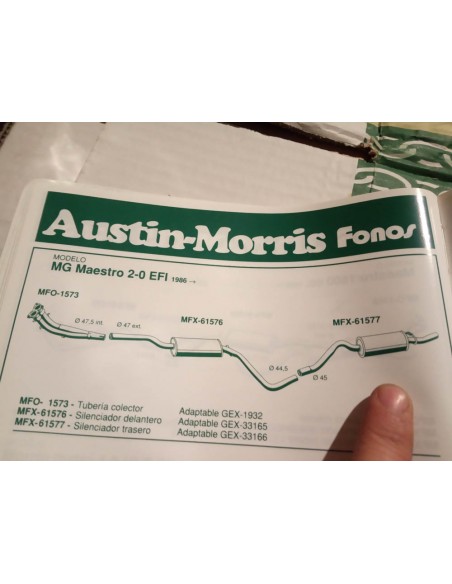 Austin-Morris Fonos
MODELO
MG Maestro 2-0 EFI 1986 →
MFO-1573
MFX-61576
MFX-61577
Ø 47,5 int.
Ø 47 ext.
Ø 44,5
Ø 45
MFO- 1573 - Tubería colector Adaptable GEX-1932
MFX-61576 - Silenciador delantero Adaptable GEX-33165
MFX-61577 - Silenciador trasero Adaptable GEX-33166